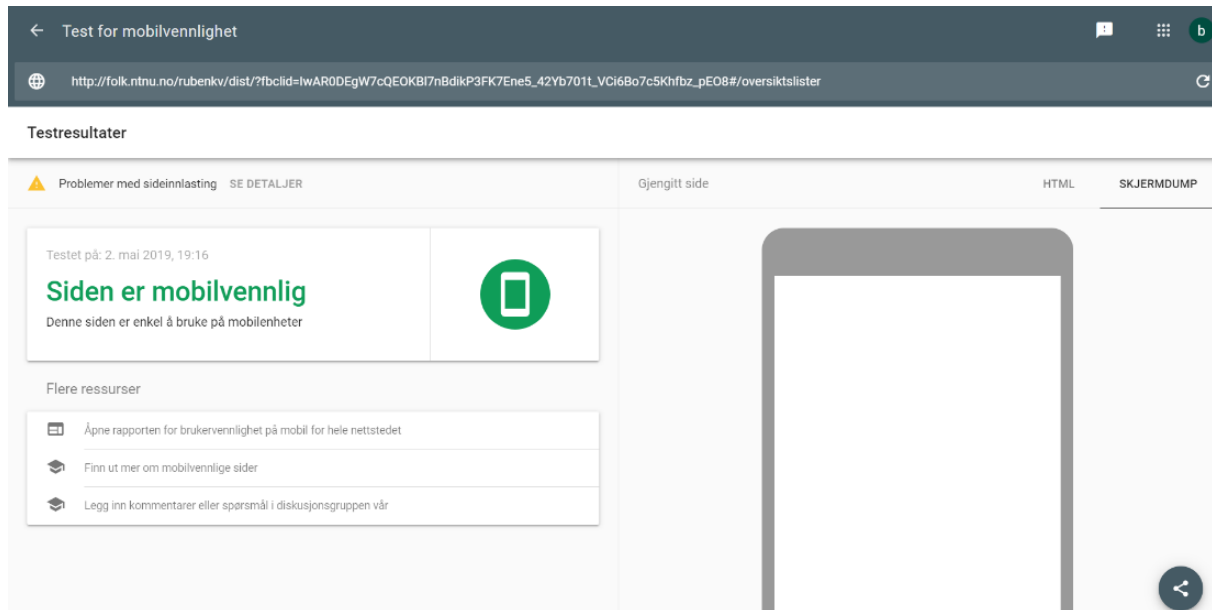 Test for mobilvennlighet
b
http://folk.ntnu.no/rubenkv/dist/?fbclid=IwAR0DEgW7cQEOKBl7nBdikP3FK7Ene5_42Yb701t_VCi6Bo7c5Khfbz_pEO8#/oversiktslister
Testresultater
Problemer med sideinnlasting SE DETALJER
Gjengitt side HTML SKJERMDUMP
Testet på: 2. mai 2019, 19:16
Siden er mobilvennlig
Denne siden er enkel å bruke på mobilenheter
Flere ressurser
Åpne rapporten for brukervennlighet på mobil for hele nettstedet
Finn ut mer om mobilvennlige sider
Legg inn kommentarer eller spørsmål i diskusjonsgruppen vår